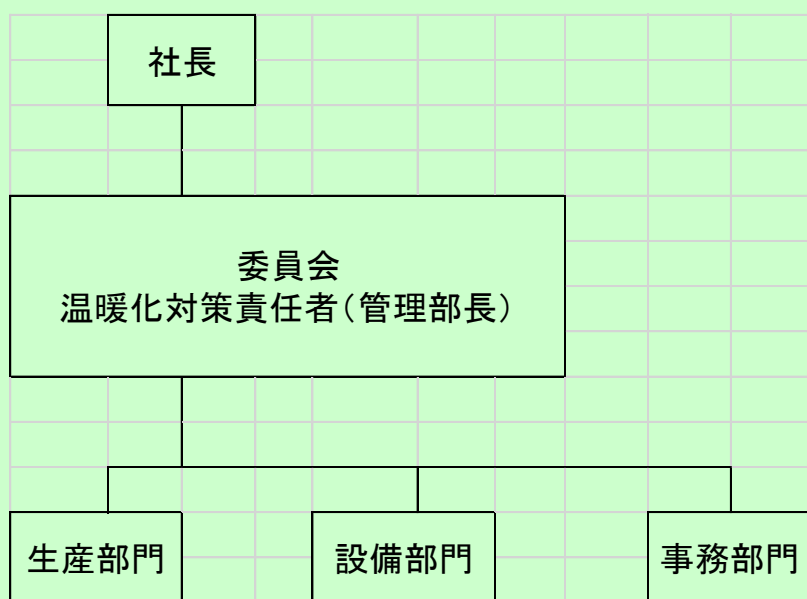 社長
委員会
温暖化対策責任者(管理部長)
生産部門
設備部門
事務部門